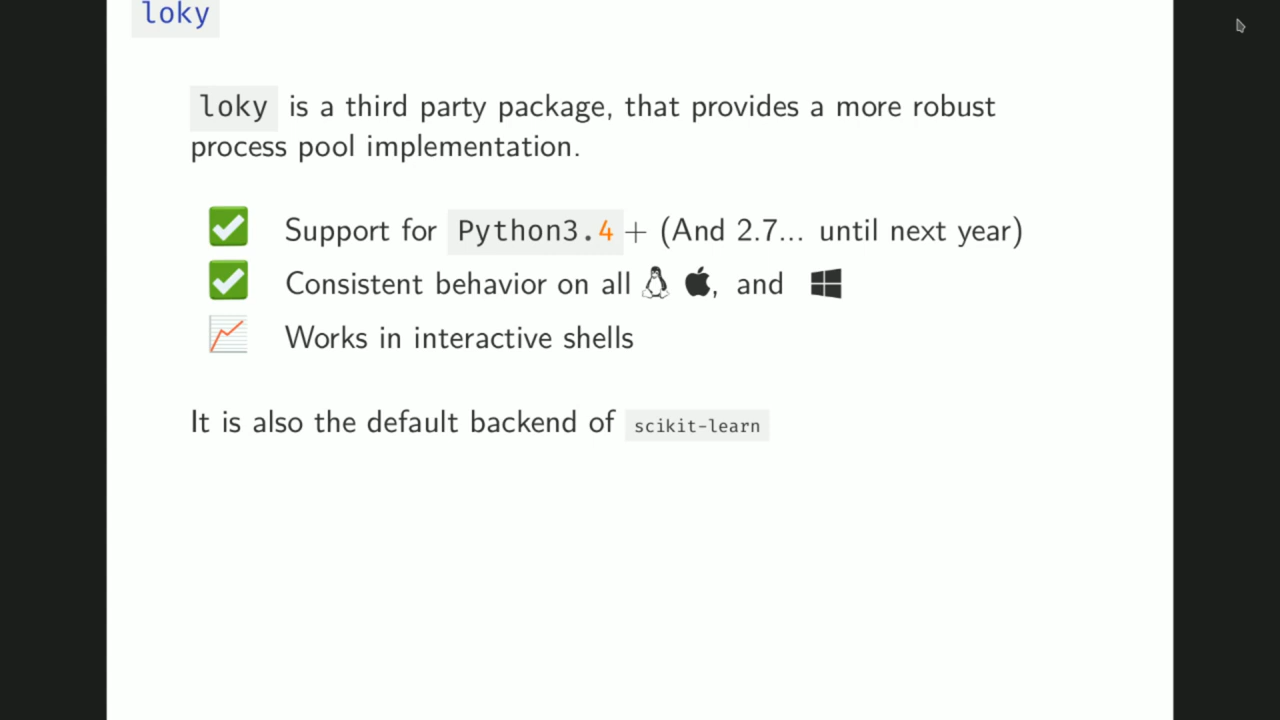 loky
loky is a third party package, that provides a more robust
process pool implementation.
Support for Python3.4+ (And 2.7... until next year)
Consistent behavior on all , and
Works in interactive shells
It is also the default backend of scikit-learn